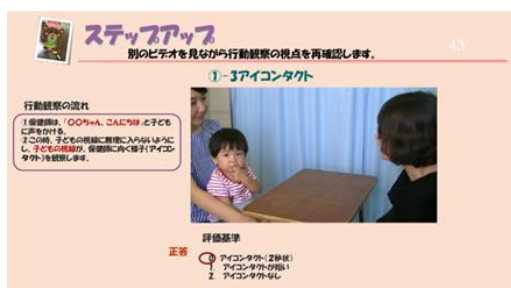 ステップアップ
別のビデオを見ながら行動観察の視点を再確認します。
43
①-3アイコンタクト
行動観察の流れ
1 保健師は、「〇〇ちゃん、こんにちは」と子ども
に声をかける。
2 この時、子どもの視線に無理に入らないように
し、子どもの視線が、保健師に向く様子(アイコン
タクト)を観察します。
評価基準
正答
0 アイコンタクト(2秒以
1. アイコンタクトが短い
2 アイコンタクトなし